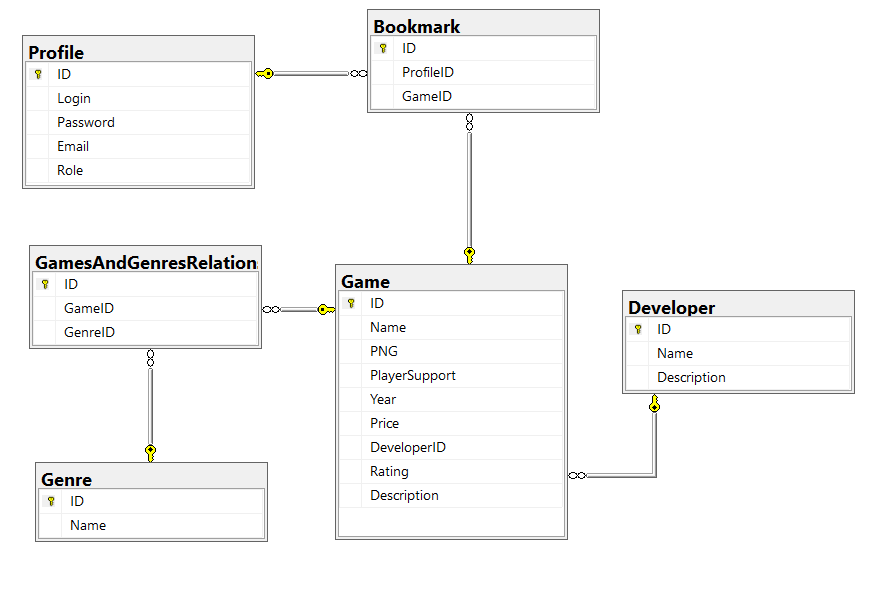 Profile
ID
Login
Password
Email
Role
Bookmark
ID
ProfileID
GameID
GamesAndGenresRelation
ID
GameID
GenreID
Game
ID
Name
PNG
PlayerSupport
Year
Price
DeveloperID
Rating
Description
Developer
ID
Name
Description
Genre
ID
Name